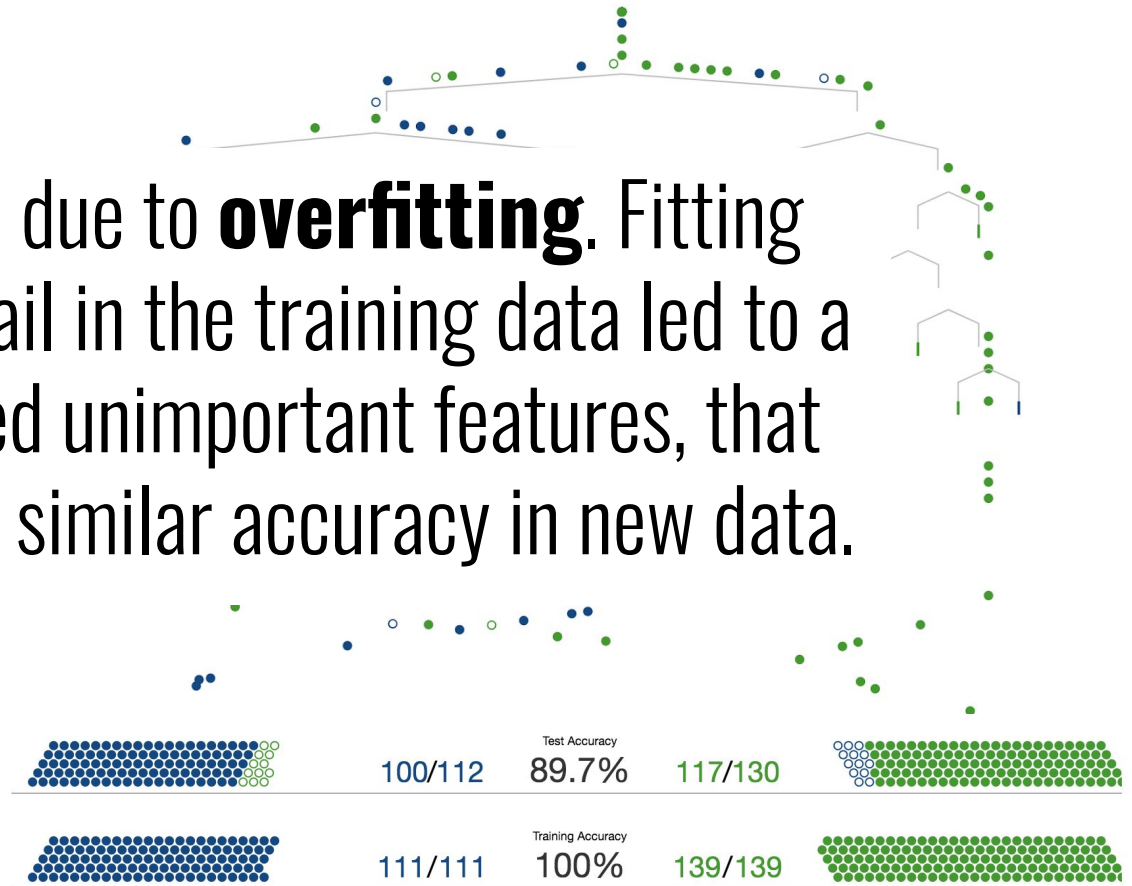 due to overfitting. Fitting
ail in the training data led to a
ed unimportant features, that
similar accuracy in new data.
Test Accuracy
100/112 89.7% 117/130
Training Accuracy
111/111 100% 139/139